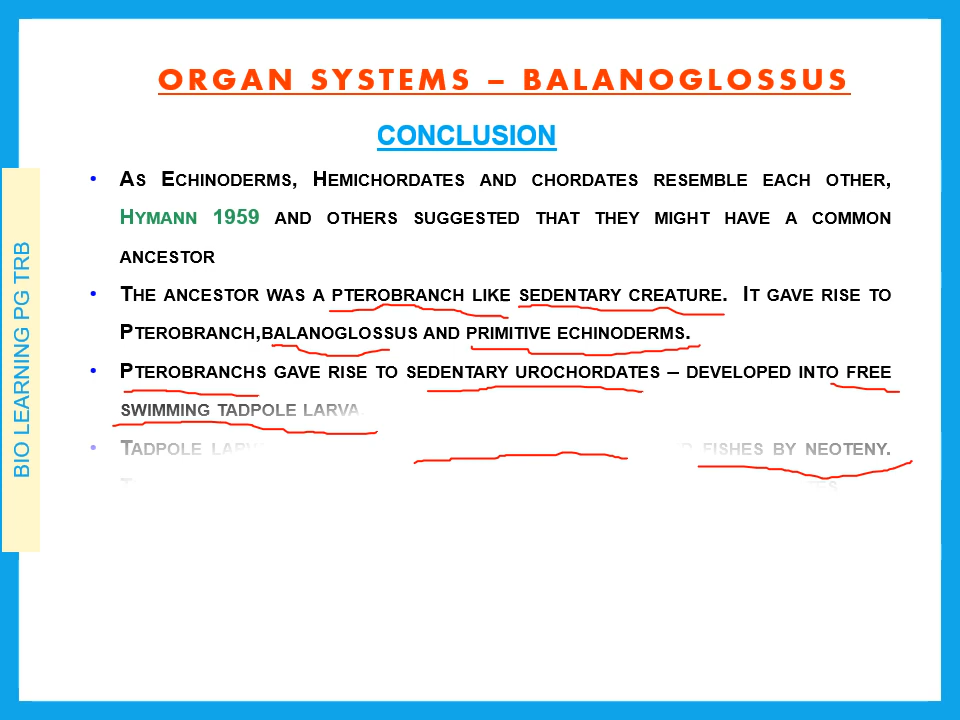 ORGAN SYSTEMS – BALANOGLOSSUS
CONCLUSION
• AS ECHINODERMS, HEMICHORDATES AND CHORDATES RESEMBLE EACH OTHER,
HYMANN 1959 AND OTHERS SUGGESTED THAT THEY MIGHT HAVE A COMMON
ANCESTOR
• THE ANCESTOR WAS A PTEROBRANCH LIKE SEDENTARY CREATURE. IT GAVE RISE TO
PTEROBRANCH,BALANOGLOSSUS AND PRIMITIVE ECHINODERMS.
• PTEROBRANCHS GAVE RISE TO SEDENTARY UROCHORDATES – DEVELOPED INTO FREE
SWIMMING TADPOLE LARVA.
• TADPOLE FISHES BY NEOTENY.
BIO LEARNING PG TRB